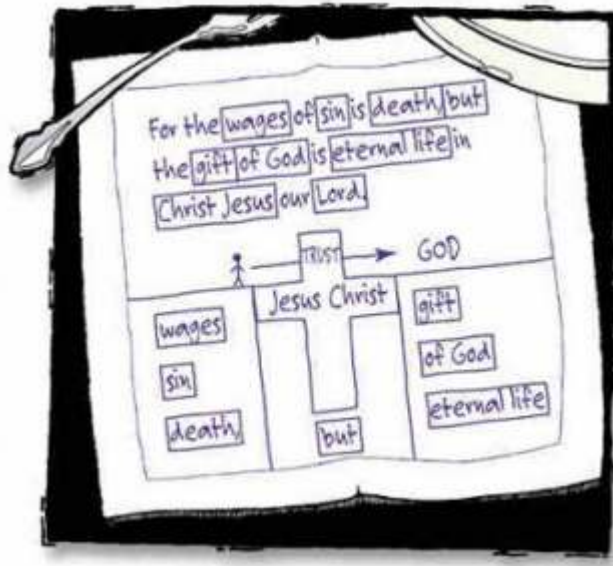 For the wages of sin is death, but
the gift of God is eternal life in
Christ Jesus our Lord.
TRUST GOD
Jesus Christ
wages
sin
death,
but
gift
of God
eternal life